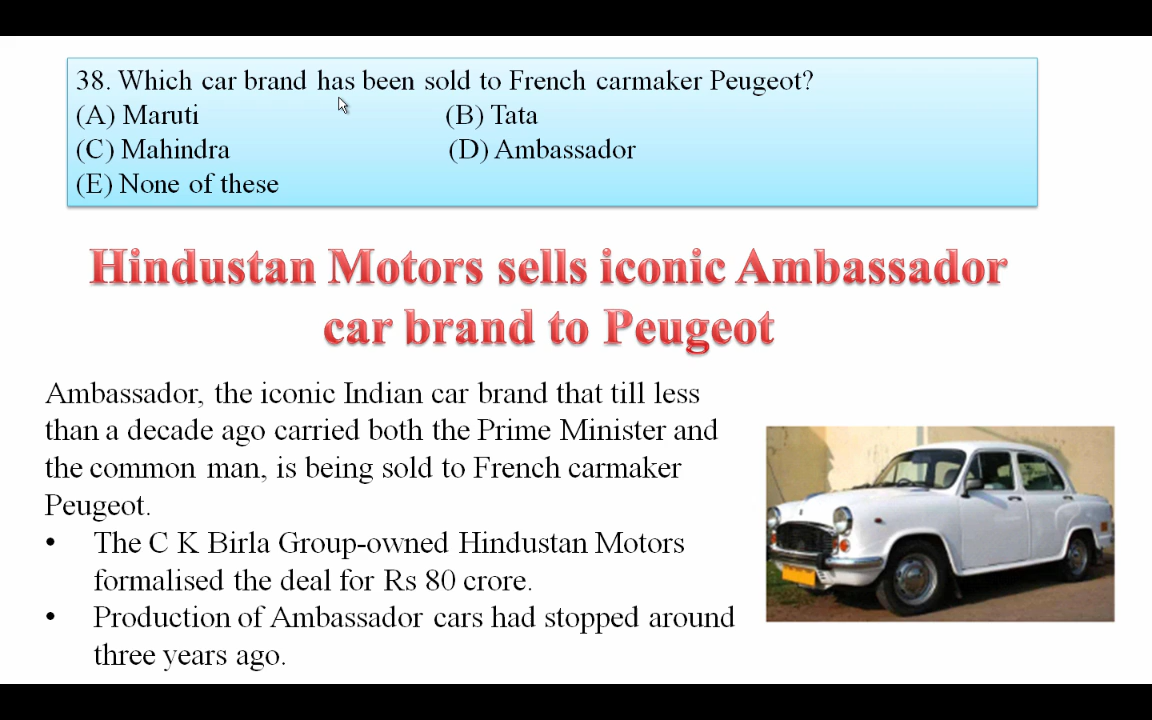 38. Which car brand has been sold to French carmaker Peugeot?
(A) Maruti (B) Tata
(C) Mahindra (D) Ambassador
(E) None of these
Hindustan Motors sells iconic Ambassador
car brand to Peugeot
Ambassador, the iconic Indian car brand that till less
than a decade ago carried both the Prime Minister and
the common man, is being sold to French carmaker
Peugeot.
• The C K Birla Group-owned Hindustan Motors
formalised the deal for Rs 80 crore.
• Production of Ambassador cars had stopped around
three years ago.